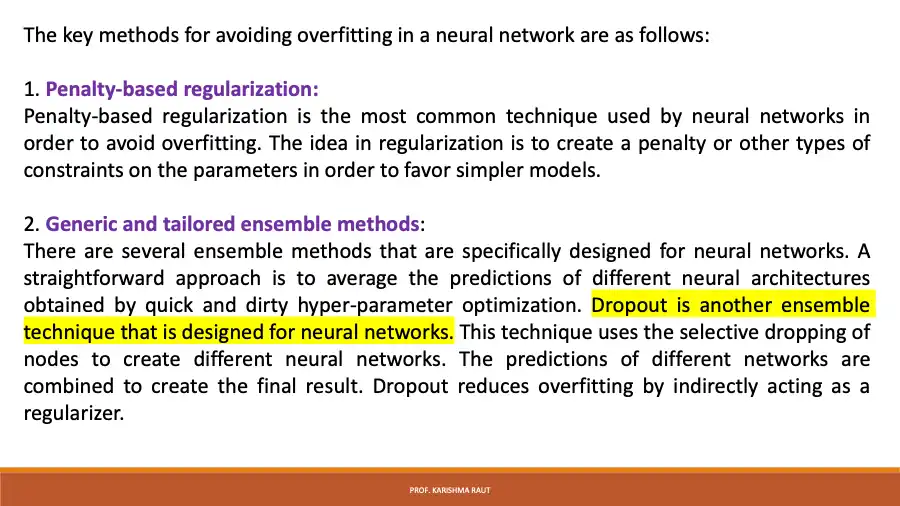 The key methods for avoiding overfitting in a neural network are as follows:
1. Penalty-based regularization:
Penalty-based regularization is the most common technique used by neural networks in
order to avoid overfitting. The idea in regularization is to create a penalty or other types of
constraints on the parameters in order to favor simpler models.
2. Generic and tailored ensemble methods:
There are several ensemble methods that are specifically designed for neural networks. A
straightforward approach is to average the predictions of different neural architectures
obtained by quick and dirty hyper-parameter optimization. Dropout is another ensemble
technique that is designed for neural networks. This technique uses the selective dropping of
nodes to create different neural networks. The predictions of different networks are
combined to create the final result. Dropout reduces overfitting by indirectly acting as a
regularizer.
PROF. KARISHMA RAUT